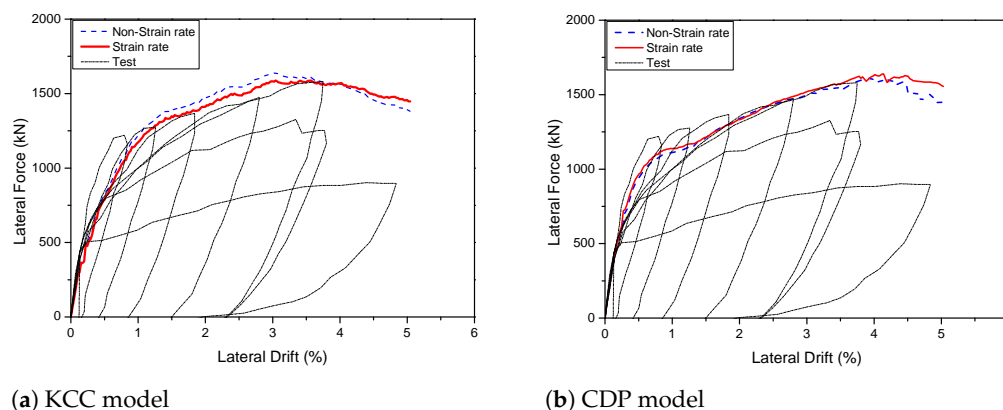 2000
1500
1000
500
0
Lateral Force (kN)
Non-Strain rate
Strain rate
Test
0 1 2 3 4 5 6
Lateral Drift (%)
(a) KCC model
2000
1500
1000
500
0
Lateral Force (kN)
Non-Strain rate
Strain rate
Test
0 1 2 3 4 5
Lateral Drift (%)
(b) CDP model